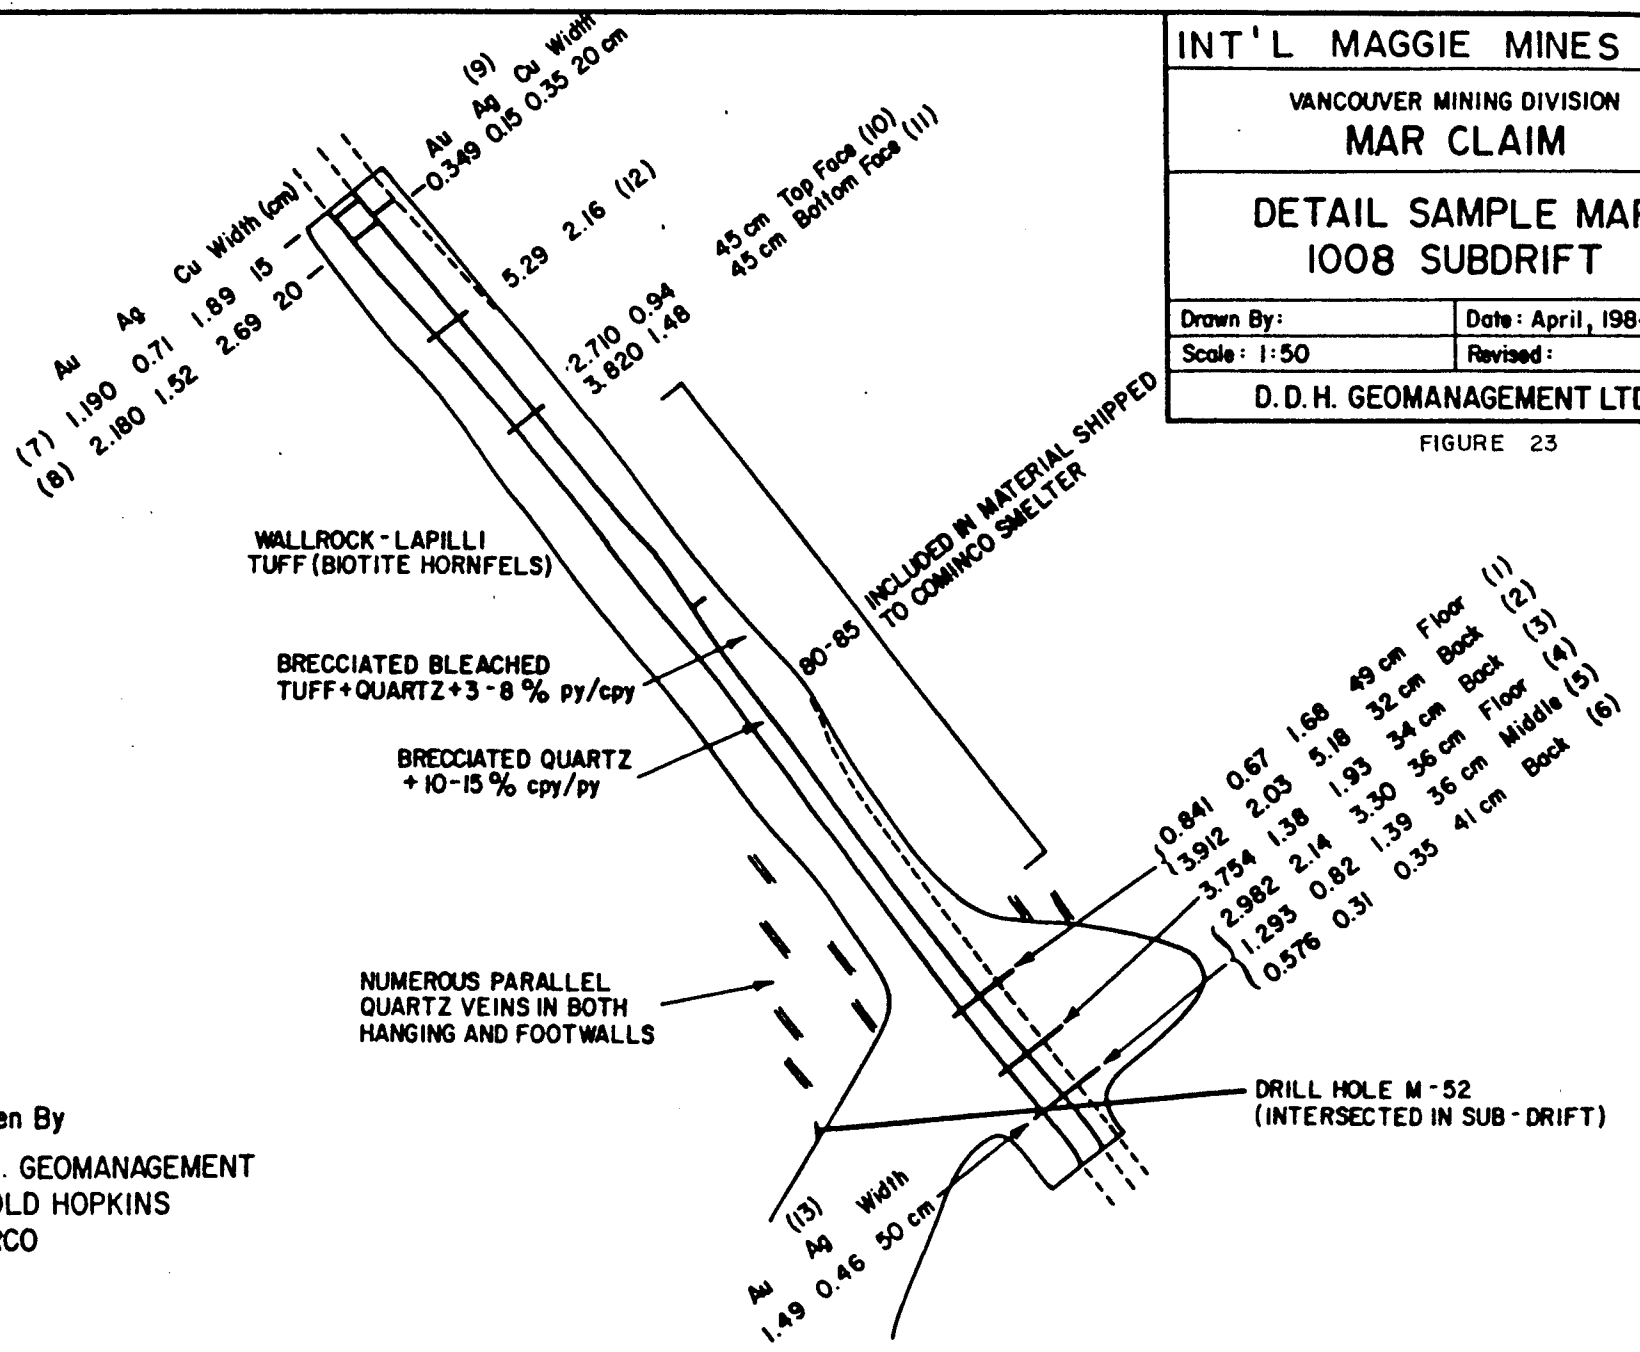 INT'L MAGGIE MINES
VANCOUVER MINING DIVISION
MAR CLAIM
DETAIL SAMPLE MAP
1008 SUBDRIFT
Drawn By:
Date: April, 198
Scale: 1:50
Revised:
D.D.H. GEOMANAGEMENT LTD
FIGURE 23
(9)
Au Ag Cu Width
0.349 0.15 0.35 20 cm
5.29 2.16 (12)
2.710 0.94 45 cm Top Face (10)
3.820 1.48 45 cm Bottom Face (11)
Au Ag Cu Width (cm)
(7) 1.190 0.71 1.89 15
(8) 2.180 1.52 2.69 20
WALLROCK - LAPILLI
TUFF (BIOTITE HORNFELS)
80-85
INCLUDED IN MATERIAL SHIPPED
TO COMINCO SMELTER
BRECCIATED BLEACHED
TUFF + QUARTZ + 3 - 8 % py/cpy
BRECCIATED QUARTZ
+ 10-15 % cpy/py
0.841 0.67 1.68 49 cm Floor (1)
3.912 2.03 5.18 32 cm Back (2)
3.754 1.38 1.93 34 cm Back (3)
2.982 2.14 3.30 36 cm Floor (4)
1.293 0.82 1.39 36 cm Middle (5)
0.576 0.31 0.35 41 cm Back (6)
NUMEROUS PARALLEL
QUARTZ VEINS IN BOTH
HANGING AND FOOTWALLS
DRILL HOLE M - 52
(INTERSECTED IN SUB - DRIFT)
(13)
Au Ag Width
1.49 0.46 50 cm
en By
. GEOMANAGEMENT
OLD HOPKINS
RCO